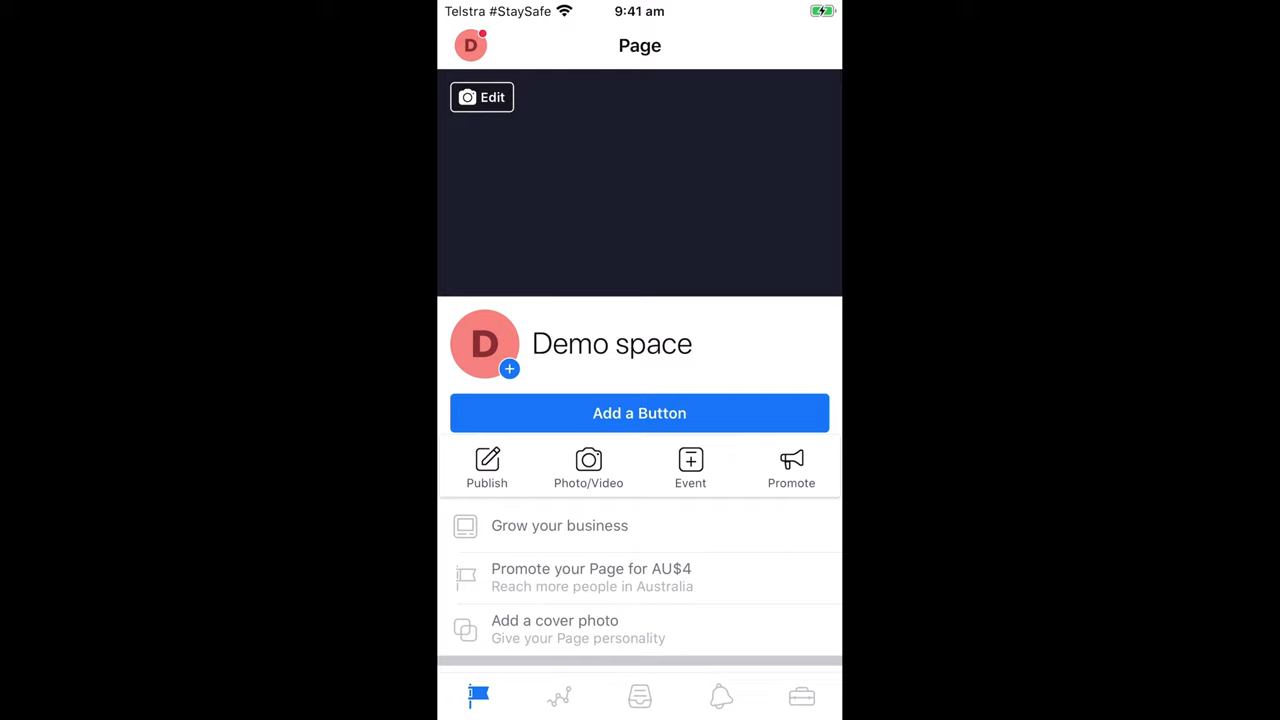 Telstra #StaySafe 9:41 am
D Page
Edit
D Demo space
Add a Button
Publish Photo/Video Event Promote
Grow your business
Promote your Page for AU$4
Reach more people in Australia
Add a cover photo
Give your Page personality